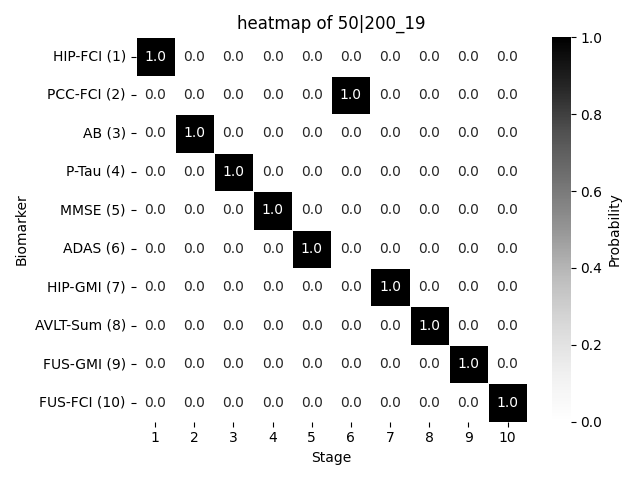 heatmap of 50|200_19
HIP-FCI (1) 1.0 0.0 0.0 0.0 0.0 0.0 0.0 0.0 0.0 0.0
PCC-FCI (2) 0.0 0.0 0.0 0.0 0.0 1.0 0.0 0.0 0.0 0.0
AB (3) 0.0 1.0 0.0 0.0 0.0 0.0 0.0 0.0 0.0 0.0
P-Tau (4) 0.0 0.0 1.0 0.0 0.0 0.0 0.0 0.0 0.0 0.0
MMSE (5) 0.0 0.0 0.0 1.0 0.0 0.0 0.0 0.0 0.0 0.0
ADAS (6) 0.0 0.0 0.0 0.0 1.0 0.0 0.0 0.0 0.0 0.0
HIP-GMI (7) 0.0 0.0 0.0 0.0 0.0 0.0 1.0 0.0 0.0 0.0
AVLT-Sum (8) 0.0 0.0 0.0 0.0 0.0 0.0 0.0 1.0 0.0 0.0
FUS-GMI (9) 0.0 0.0 0.0 0.0 0.0 0.0 0.0 0.0 1.0 0.0
FUS-FCI (10) 0.0 0.0 0.0 0.0 0.0 0.0 0.0 0.0 0.0 1.0
1 2 3 4 5 6 7 8 9 10
Stage
Biomarker
1.0
0.8
0.6
0.4
0.2
0.0
Probability